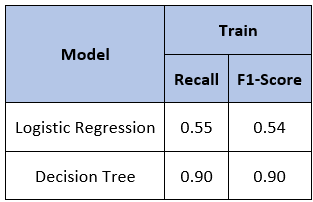 Model Train
Recall F1-Score
Logistic Regression 0.55 0.54
Decision Tree 0.90 0.90